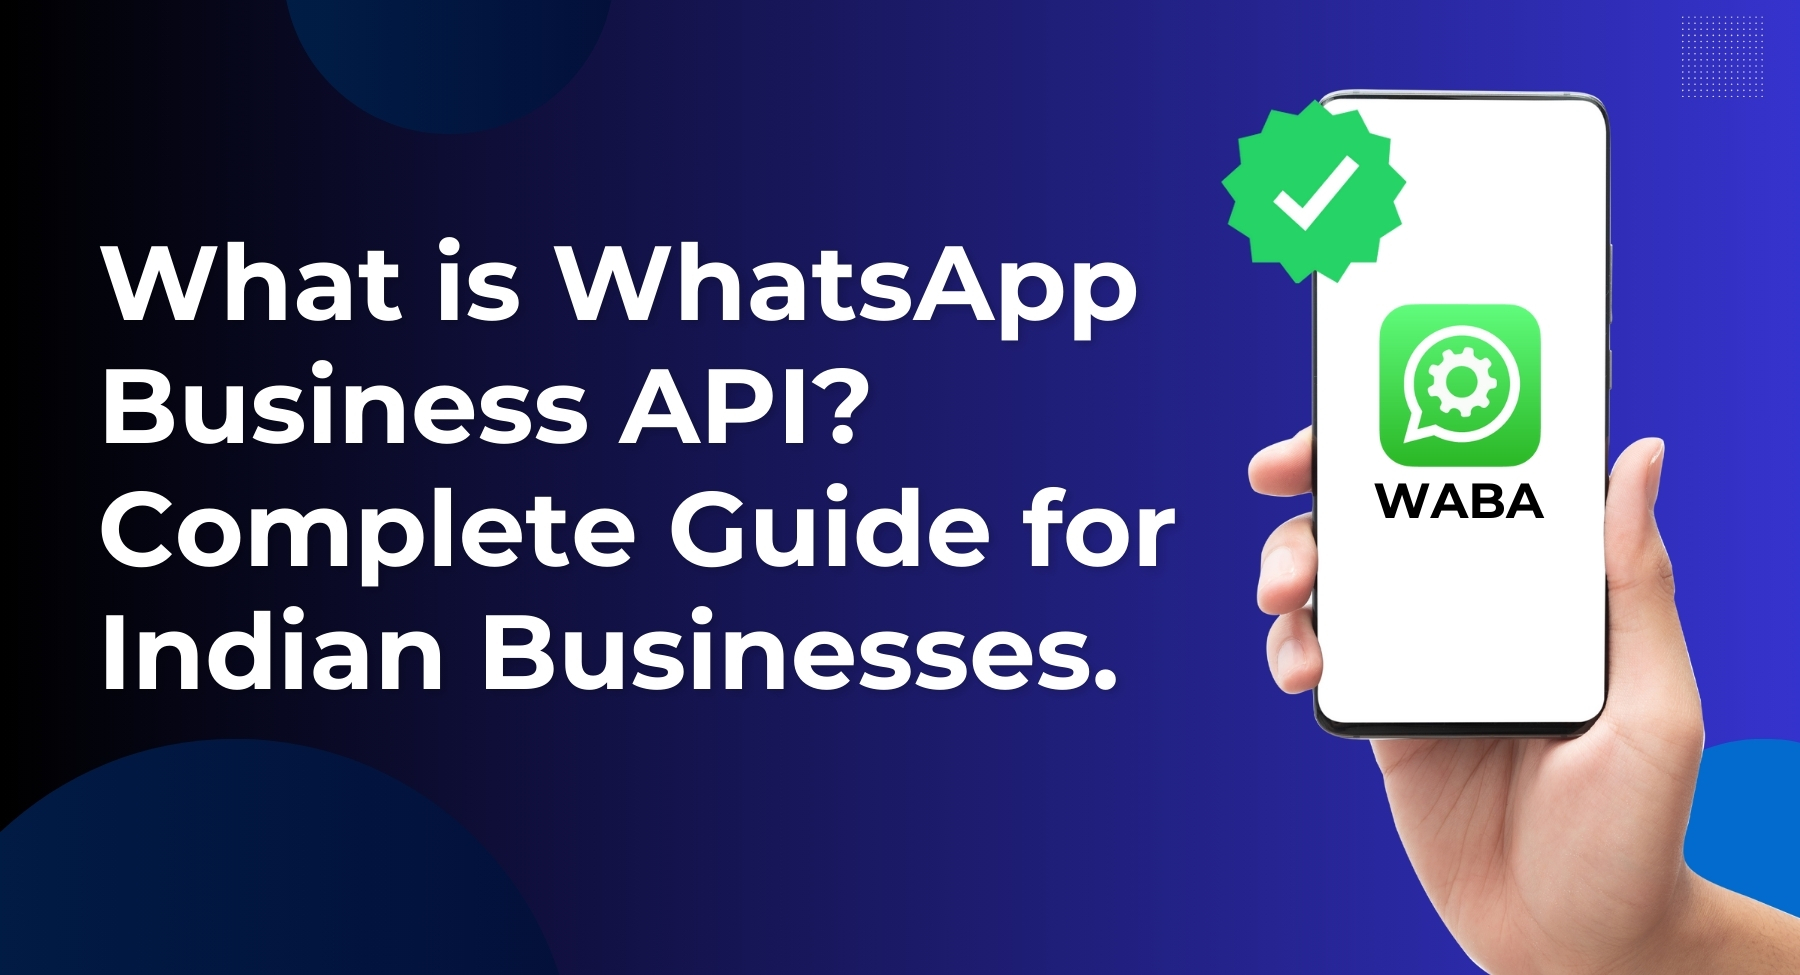 What is WhatsApp
Business API?
Complete Guide for
Indian Businesses.
WABA